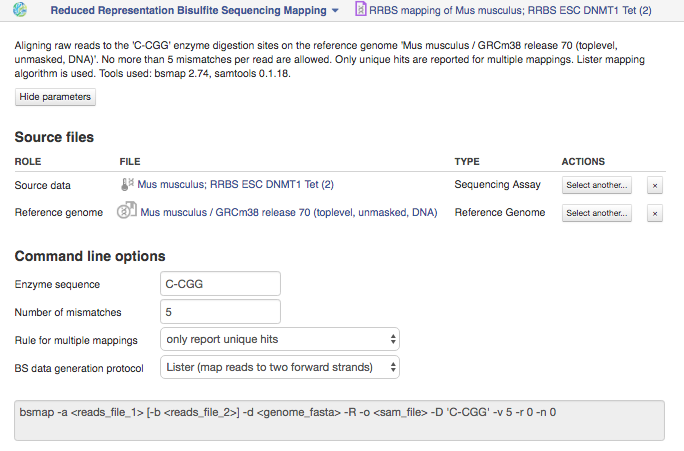 Reduced Representation Bisulfite Sequencing Mapping RRBS mapping of Mus musculus; RRBS ESC DNMT1 Tet (2)
Aligning raw reads to the 'C-CGG' enzyme digestion sites on the reference genome 'Mus musculus / GRCm38 release 70 (toplevel,
unmasked, DNA)'. No more than 5 mismatches per read are allowed. Only unique hits are reported for multiple mappings. Lister mapping
algorithm is used. Tools used: bsmap 2.74, samtools 0.1.18.
Hide parameters
Source files
ROLE FILE TYPE ACTIONS
Source data Mus musculus; RRBS ESC DNMT1 Tet (2) Sequencing Assay Select another... ×
Reference genome Mus musculus / GRCm38 release 70 (toplevel, unmasked, DNA) Reference Genome Select another... ×
Command line options
Enzyme sequence C-CGG
Number of mismatches 5
Rule for multiple mappings only report unique hits
BS data generation protocol Lister (map reads to two forward strands)
bsmap -a <reads_file_1> [-b <reads_file_2>] -d <genome_fasta> -R -o <sam_file> -D 'C-CGG' -v 5 -r 0 -n 0